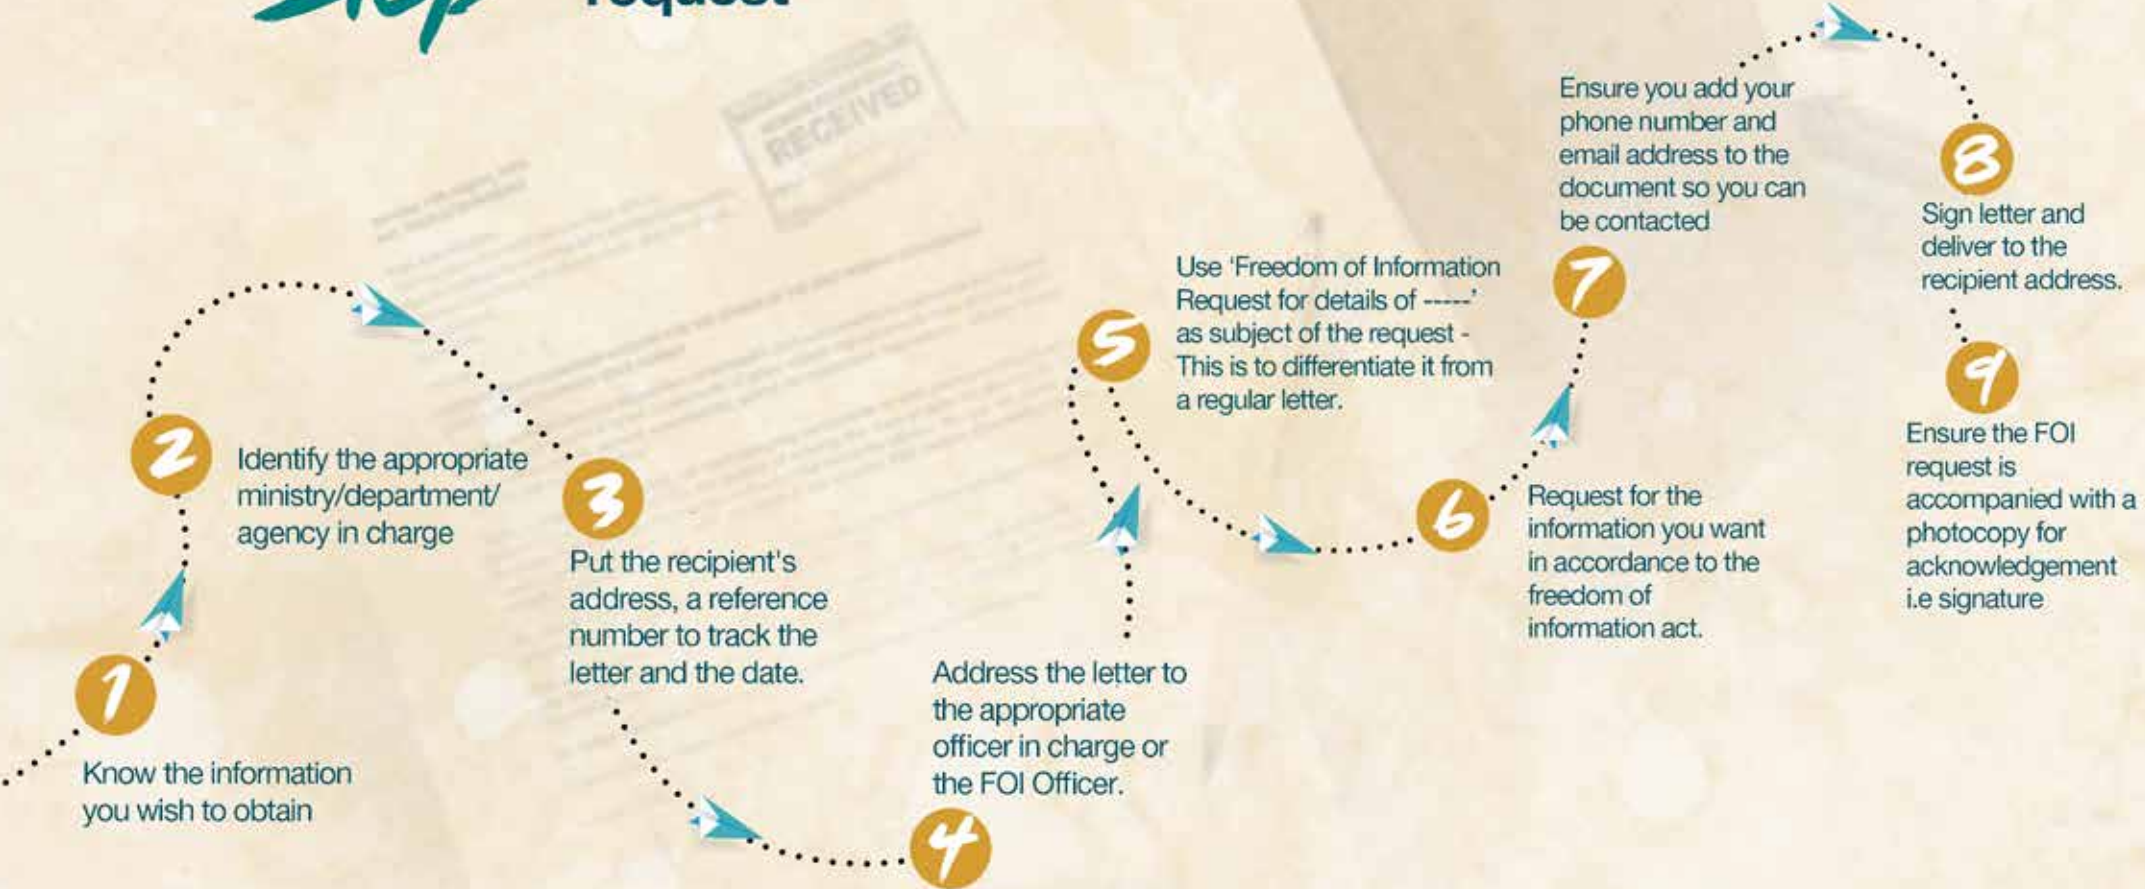 Step
request
RECEIVED
1
Know the information
you wish to obtain
2
Identify the appropriate
ministry/department/
agency in charge
3
Put the recipient's
address, a reference
number to track the
letter and the date.
4
Address the letter to
the appropriate
officer in charge or
the FOI Officer.
5
Use 'Freedom of Information
Request for details of -----'
as subject of the request -
This is to differentiate it from
a regular letter.
6
Request for the
information you want
in accordance to the
freedom of
information act.
7
Ensure you add your
phone number and
email address to the
document so you can
be contacted
8
Sign letter and
deliver to the
recipient address.
9
Ensure the FOI
request is
accompanied with a
photocopy for
acknowledgement
i.e signature